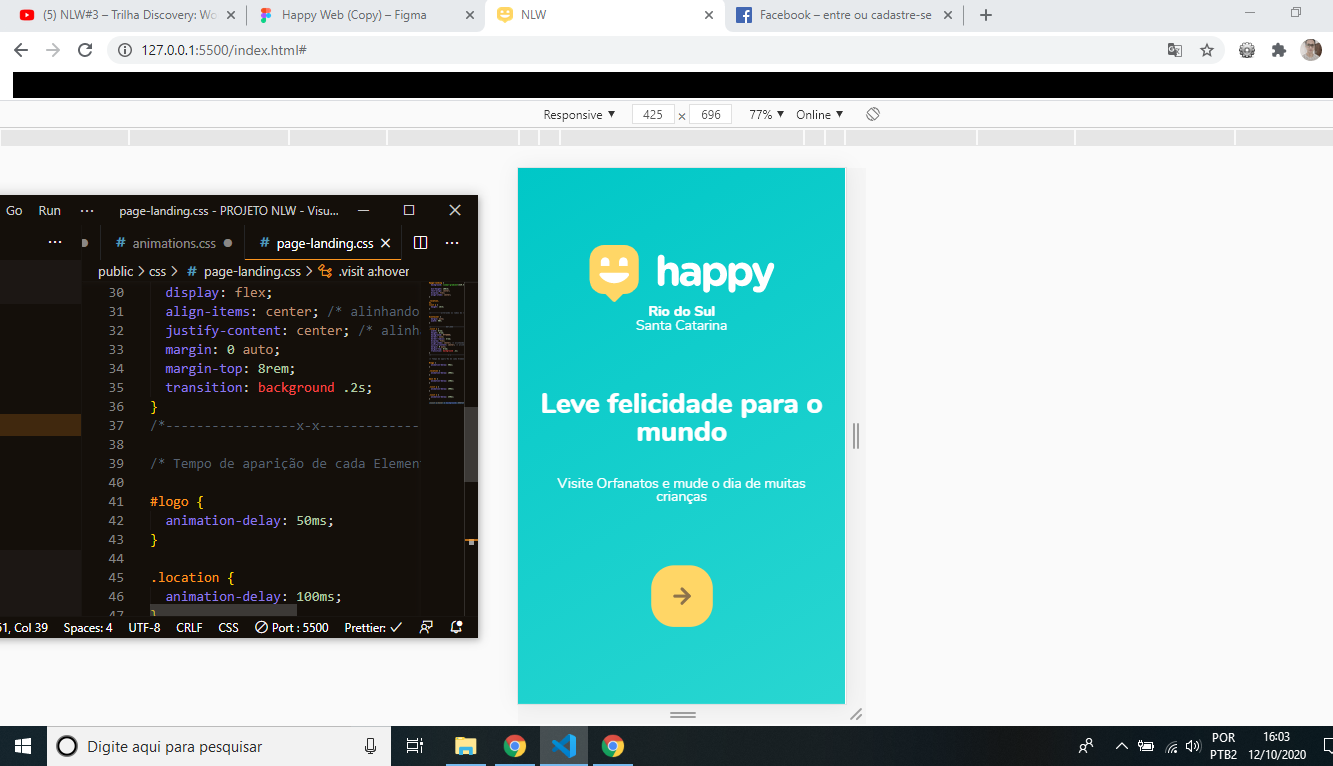 (5) NLW#3 – Trilha Discovery: Wo
Happy Web (Copy) – Figma
NLW
Facebook – entre ou cadastre-se
127.0.0.1:5500/index.html#
Responsive
425
×
696
77%
Online
Go Run ··· page-landing.css - PROJETO NLW - Visu...
··· # animations.css # page-landing.css ···
public > css > # page-landing.css > .visit a:hover
30 display: flex;
31 align-items: center; /* alinhando
32 justify-content: center; /* alinh
33 margin: 0 auto;
34 margin-top: 8rem;
35 transition: background .2s;
36 }
37 /*-----------------x-x-------------
38
39 /* Tempo de aparição de cada Element
40
41 #logo {
42 animation-delay: 50ms;
43 }
44
45 .location {
46 animation-delay: 100ms;
47 }
51, Col 39 Spaces: 4 UTF-8 CRLF CSS Port : 5500 Prettier: ✓
happy
Rio do Sul
Santa Catarina
Leve felicidade para o
mundo
Visite Orfanatos e mude o dia de muitas
crianças
Digite aqui para pesquisar
POR
PTB2
16:03
12/10/2020